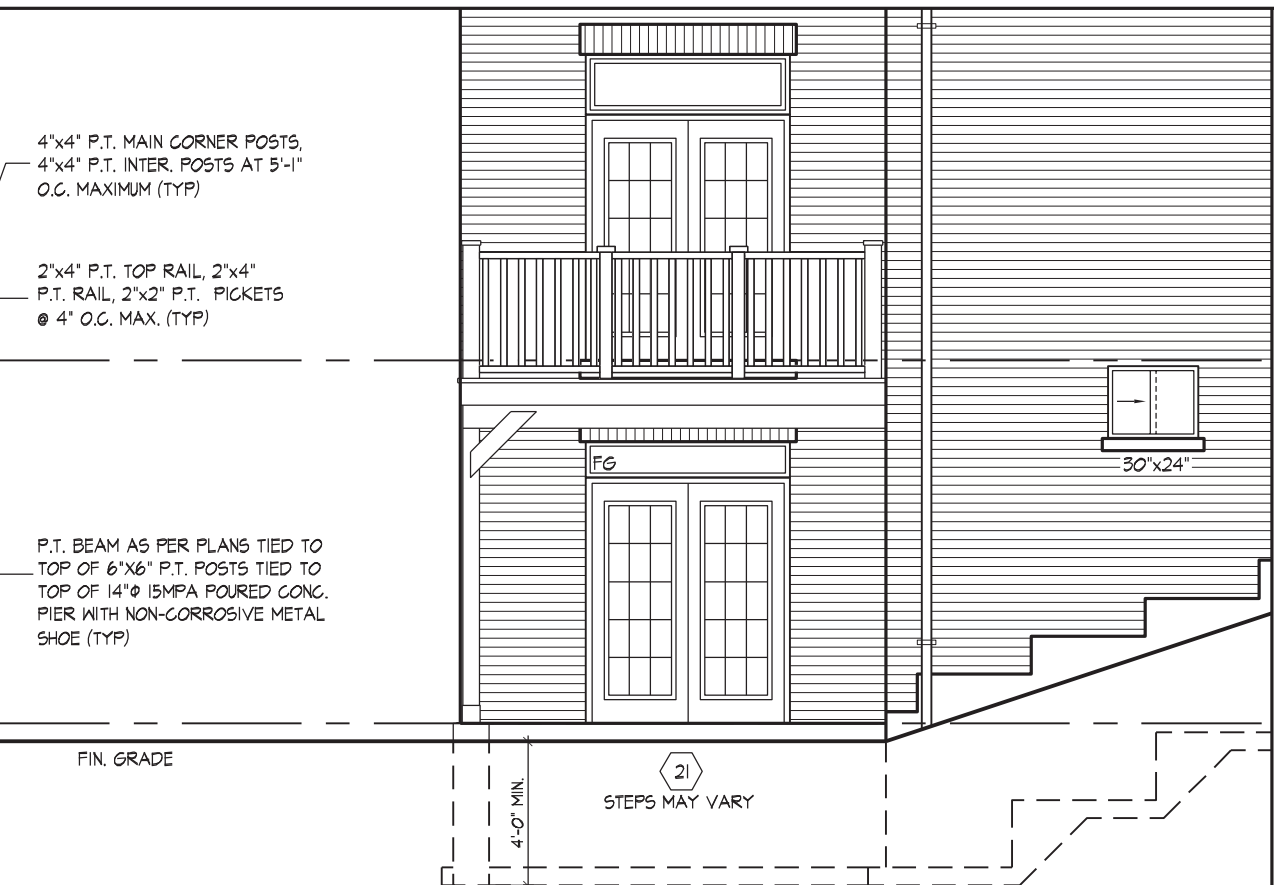 4"x4" P.T. MAIN CORNER POSTS,
4"x4" P.T. INTER. POSTS AT 5'-1"
O.C. MAXIMUM (TYP)
2"x4" P.T. TOP RAIL, 2"x4"
P.T. RAIL, 2"x2" P.T. PICKETS
@ 4" O.C. MAX. (TYP)
30"x24"
FG
P.T. BEAM AS PER PLANS TIED TO
TOP OF 6"X6" P.T. POSTS TIED TO
TOP OF 14"Φ 15MPA POURED CONC.
PIER WITH NON-CORROSIVE METAL
SHOE (TYP)
FIN. GRADE
4'-0" MIN.
21
STEPS MAY VARY